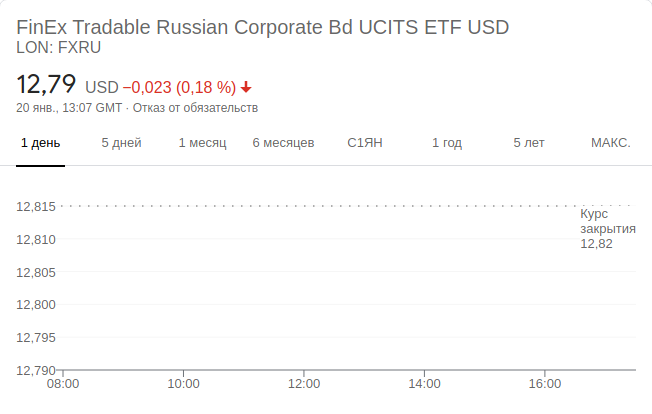 FinEx Tradable Russian Corporate Bd UCITS ETF USD
LON: FXRU
12,79 USD −0,023 (0,18 %)
20 янв., 13:07 GMT · Отказ от обязательств
1 день 5 дней 1 месяц 6 месяцев С1ЯН 1 год 5 лет МАКС.
12,815
Курс
закрытия
12,82
12,810
12,805
12,800
12,795
12,790
08:00 10:00 12:00 14:00 16:00